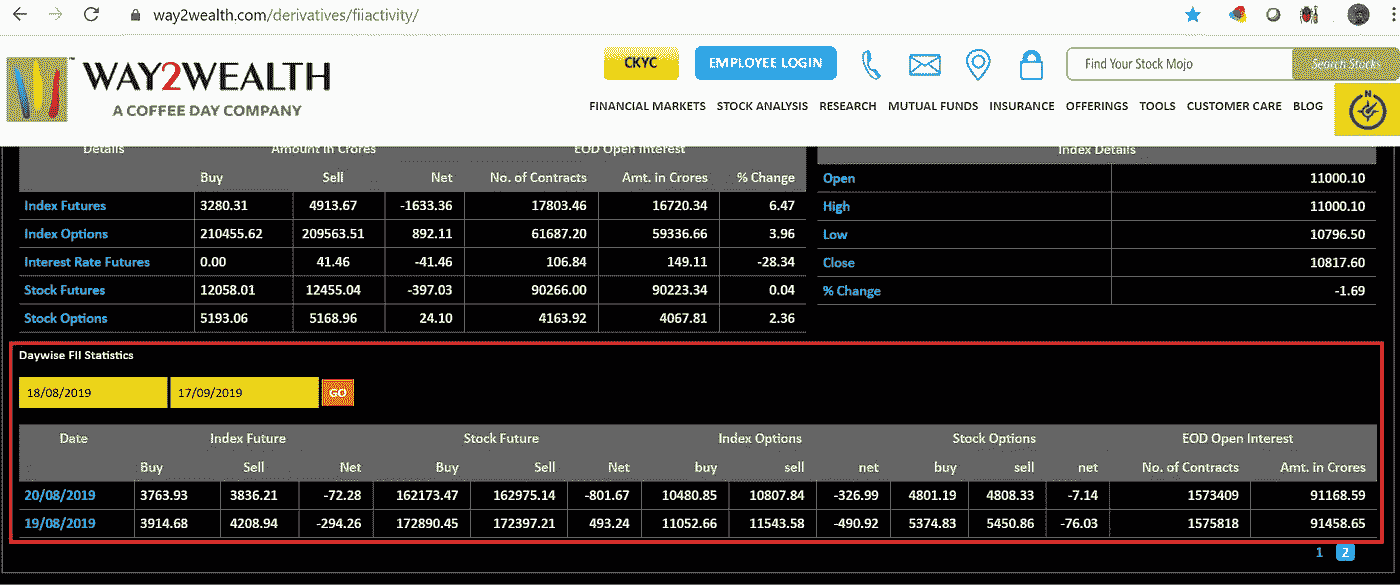 way2wealth.com/derivatives/fiiactivity/
WAY2WEALTH
A COFFEE DAY COMPANY
CKYC
EMPLOYEE LOGIN
Find Your Stock Mojo
Search Stocks
N
FINANCIAL MARKETS STOCK ANALYSIS RESEARCH MUTUAL FUNDS INSURANCE OFFERINGS TOOLS CUSTOMER CARE BLOG
Details Amount in Crores EOD Open Interest
Buy Sell Net No. of Contracts Amt. in Crores % Change
Index Futures 3280.31 4913.67 -1633.36 17803.46 16720.34 6.47
Index Options 210455.62 209563.51 892.11 61687.20 59336.66 3.96
Interest Rate Futures 0.00 41.46 -41.46 106.84 149.11 -28.34
Stock Futures 12058.01 12455.04 -397.03 90266.00 90223.34 0.04
Stock Options 5193.06 5168.96 24.10 4163.92 4067.81 2.36
Index Details
Open 11000.10
High 11000.10
Low 10796.50
Close 10817.60
% Change -1.69
Daywise FII Statistics
18/08/2019 17/09/2019 GO
Date Index Future Stock Future Index Options Stock Options EOD Open Interest
Buy Sell Net Buy Sell Net buy sell net buy sell net No. of Contracts Amt. in Crores
20/08/2019 3763.93 3836.21 -72.28 162173.47 162975.14 -801.67 10480.85 10807.84 -326.99 4801.19 4808.33 -7.14 1573409 91168.59
19/08/2019 3914.68 4208.94 -294.26 172890.45 172397.21 493.24 11052.66 11543.58 -490.92 5374.83 5450.86 -76.03 1575818 91458.65
1 2